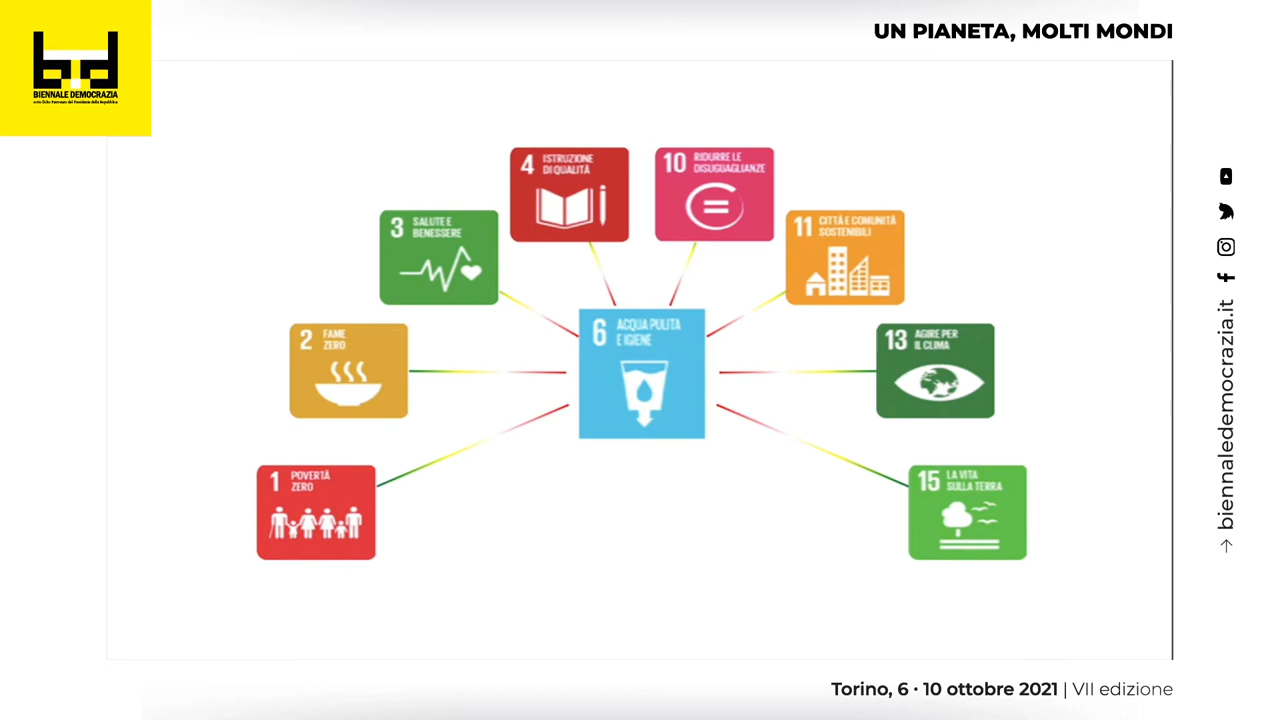 UN PIANETA, MOLTI MONDI
BIENNALE DEMOCRAZIA
4 ISTRUZIONE
DI QUALITÀ
10 RIDURRE LE
DISUGUAGLIANZE
3 SALUTE E
BENESSERE
11 CITTÀ E COMUNITÀ
SOSTENIBILI
6 ACQUA PULITA
E IGIENE
2 FAME
ZERO
13 AGIRE PER
IL CLIMA
1 POVERTÀ
ZERO
15 LA VITA
SULLA TERRA
→ biennaledemocrazia.it
Torino, 6 · 10 ottobre 2021 | VII edizione